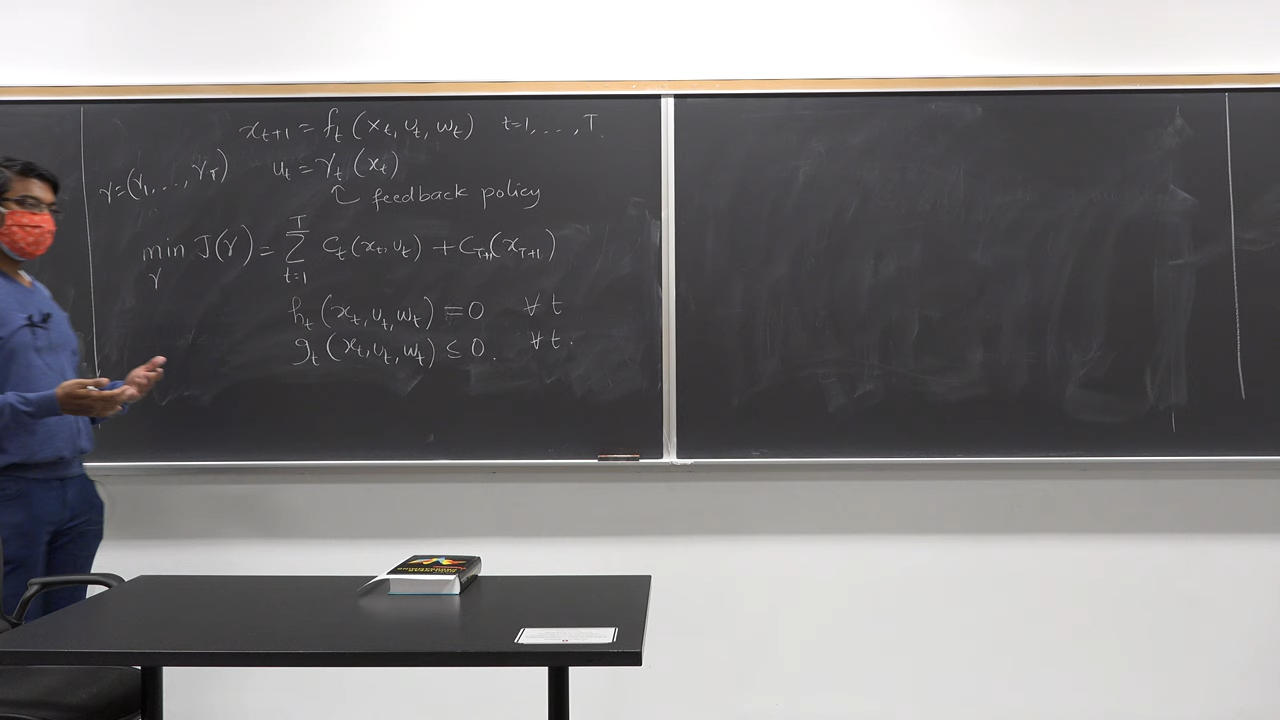 x_{t+1} = f_t (x_t, u_t, w_t)   t=1, ..., T.
γ=(γ_1, ..., γ_T)   u_t = γ_t (x_t)
feedback policy
min_γ J(γ) = Σ_{t=1}^{T} c_t(x_t, u_t) + c_{T+1}(x_{T+1})
h_t (x_t, u_t, w_t) = 0   ∀ t
g_t (x_t, u_t, w_t) ≤ 0.   ∀ t.